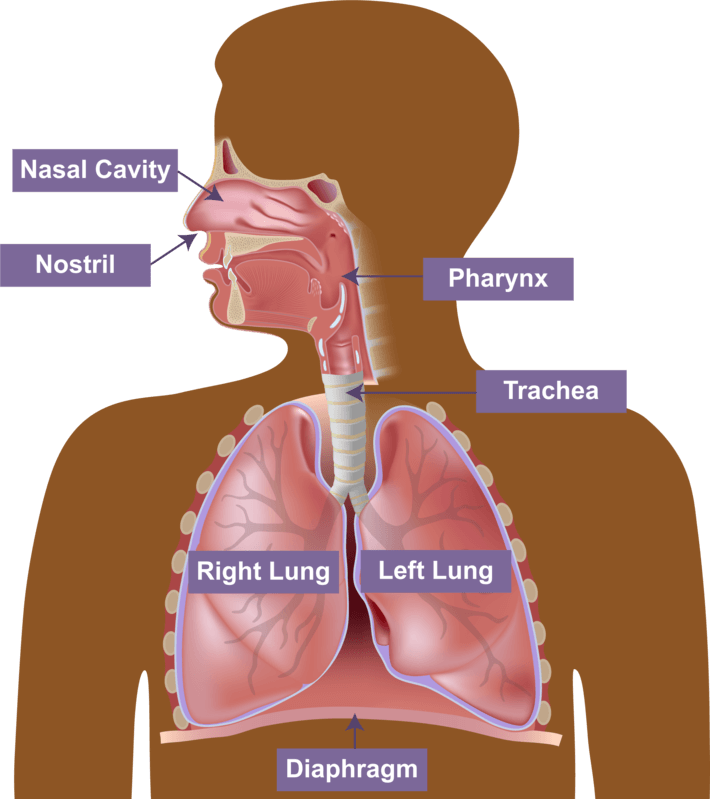 Nasal Cavity
Nostril
Pharynx
Trachea
Right Lung
Left Lung
Diaphragm